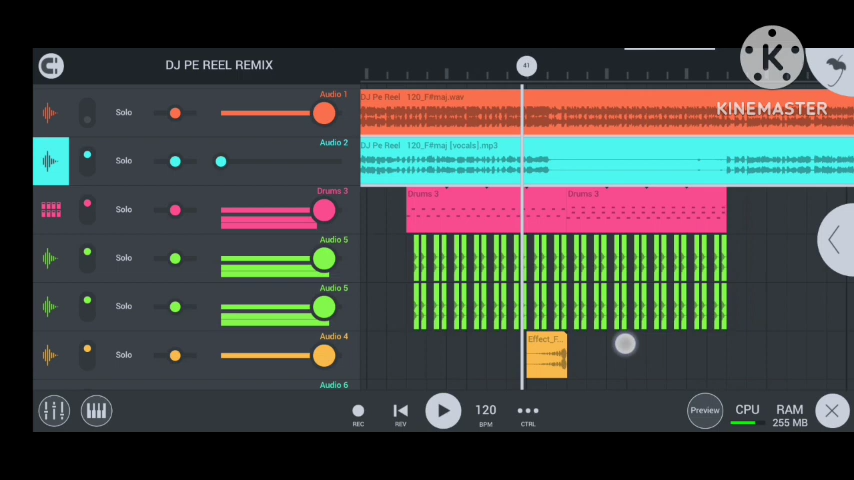 DJ PE REEL REMIX
41
K
KINEMASTER
Audio 1
Solo
DJ Pe Reel 120_F#maj.wav
Audio 2
Solo
DJ Pe Reel 120_F#maj [vocals].mp3
Drums 3
Solo
Drums 3
Drums 3
Audio 5
Solo
Audio 5
Solo
Audio 4
Solo
Effect_F...
Audio 6
REC
REV
120
BPM
CTRL
Preview
CPU
RAM
255 MB